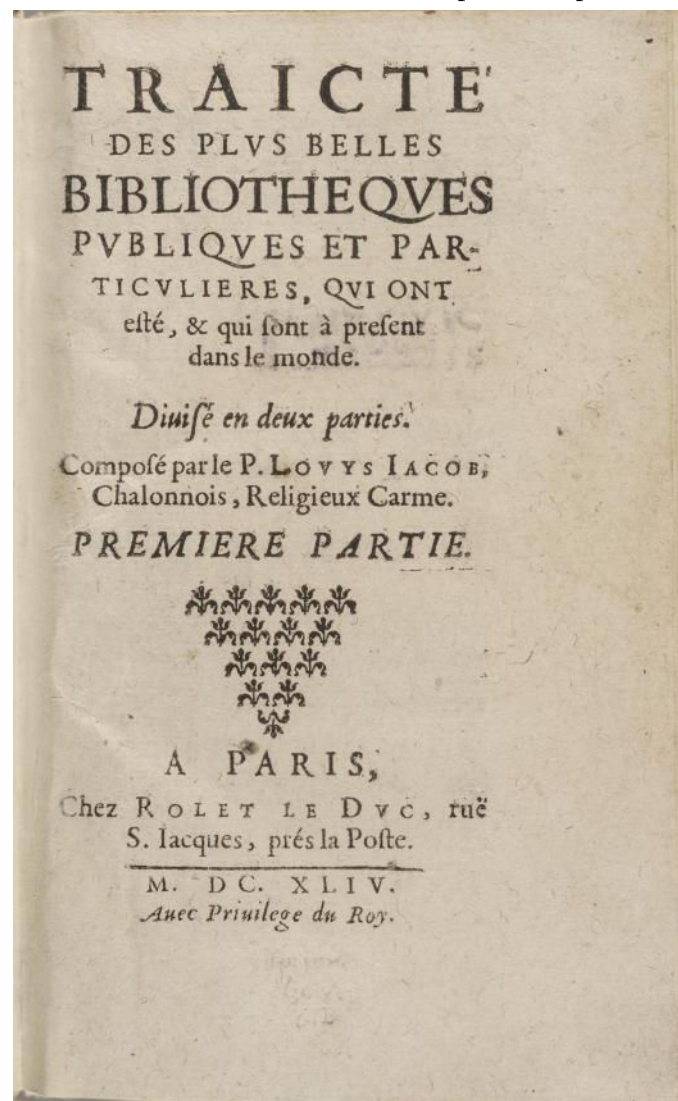 TRAICTÉ
DES PLVS BELLES
BIBLIOTHEQVES
PVBLIQVES ET PAR-
TICVLIERES, QVI ONT
eſté, & qui ſont à preſent
dans le monde.
Diuiſé en deux parties.
Compoſé par le P. LOVYS IACOB,
Chalonnois, Religieux Carme.
PREMIERE PARTIE.
A PARIS,
Chez ROLET LE DVC, ruë
S. Iacques, prés la Poſte.
M. DC. XLIV.
Auec Priuilege du Roy.